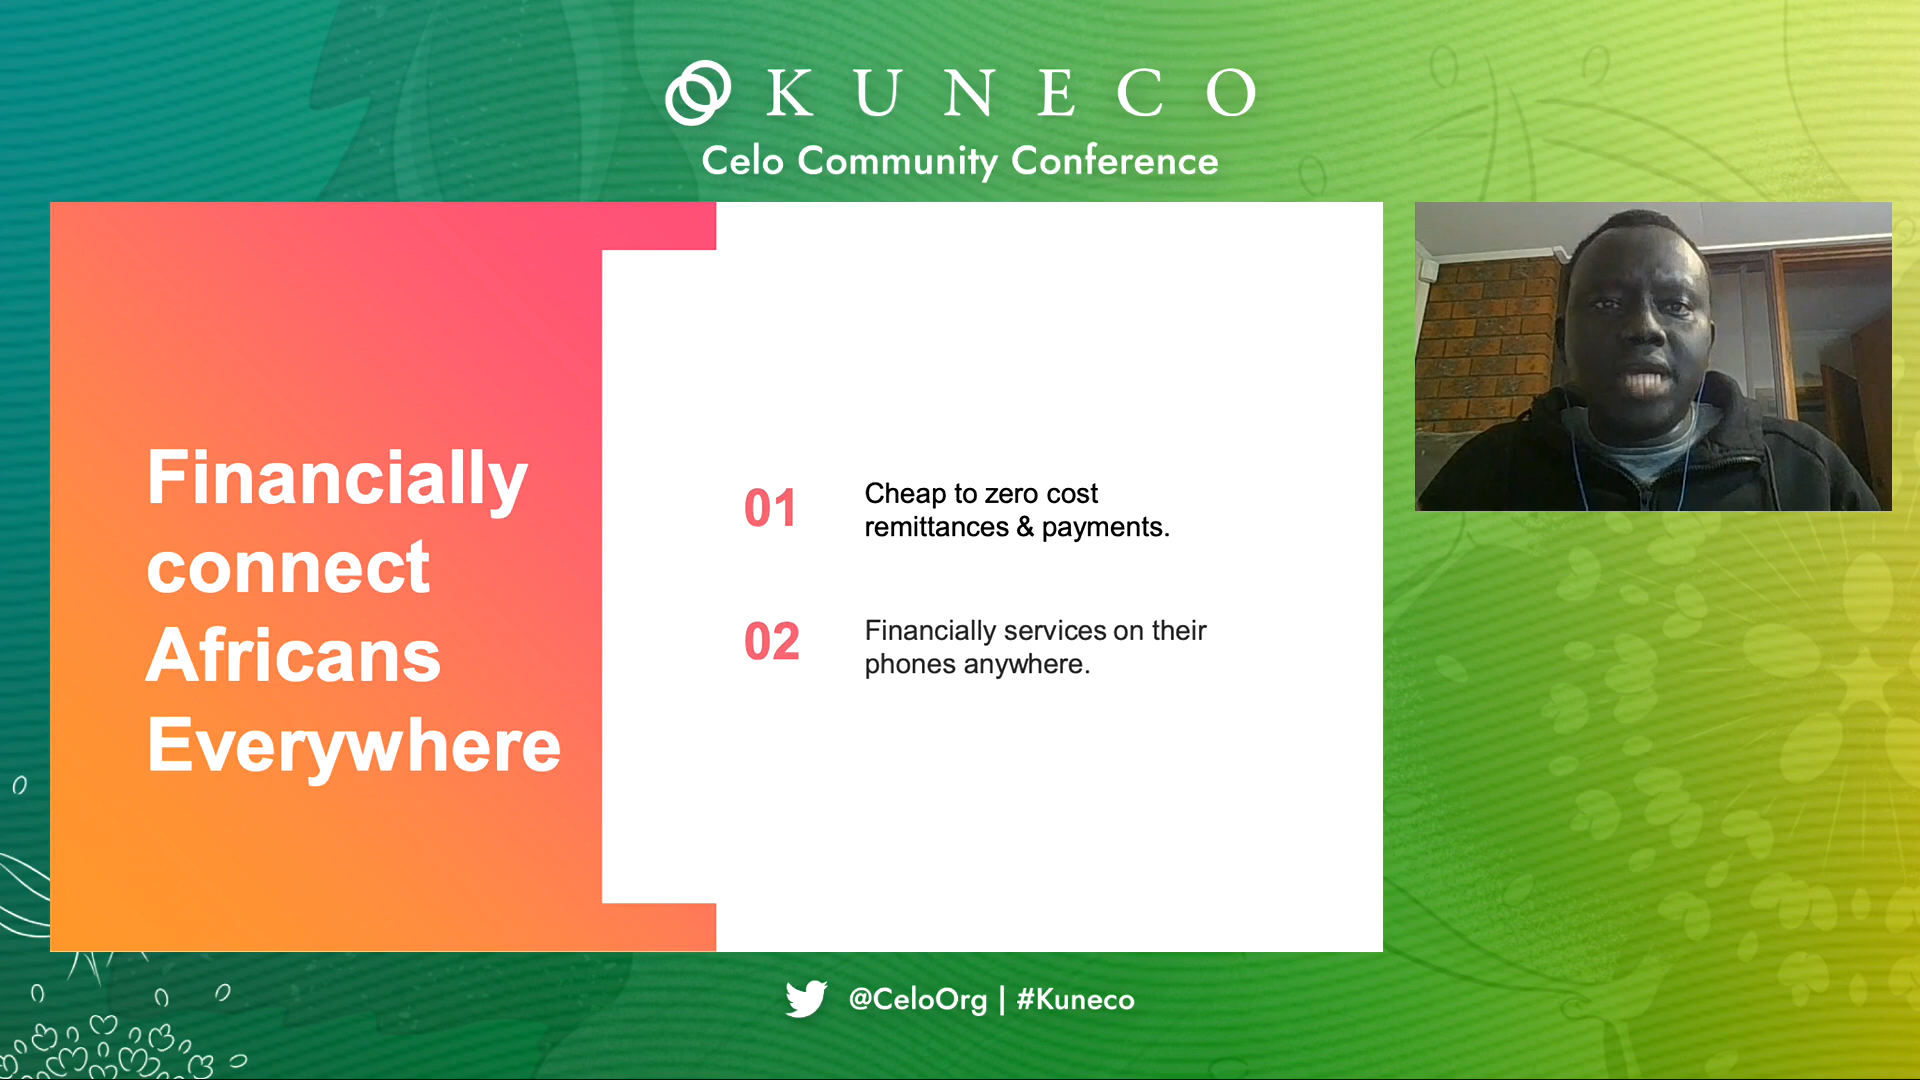 KUNECO
Celo Community Conference
Financially
connect
Africans
Everywhere
01
Cheap to zero cost
remittances & payments.
02
Financially services on their
phones anywhere.
@CeloOrg | #Kuneco